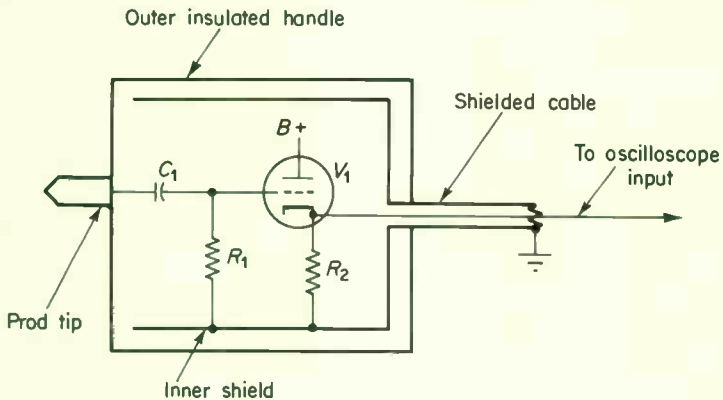 Outer insulated handle
Shielded cable
B+
V1
To oscilloscope
input
C1
R1
R2
Prod tip
Inner shield